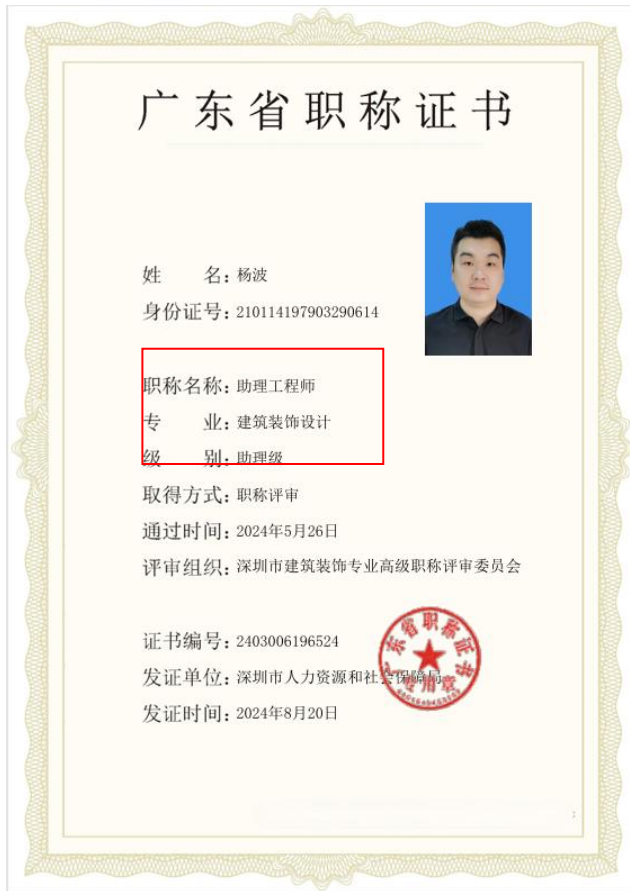 广东省职称证书
姓 名：杨波
身份证号：210114197903290614
职称名称：助理工程师
专 业：建筑装饰设计
级 别：助理级
取得方式：职称评审
通过时间：2024年5月26日
评审组织：深圳市建筑装饰专业高级职称评审委员会
证书编号：2403006196524
发证单位：深圳市人力资源和社会保障局
发证时间：2024年8月20日